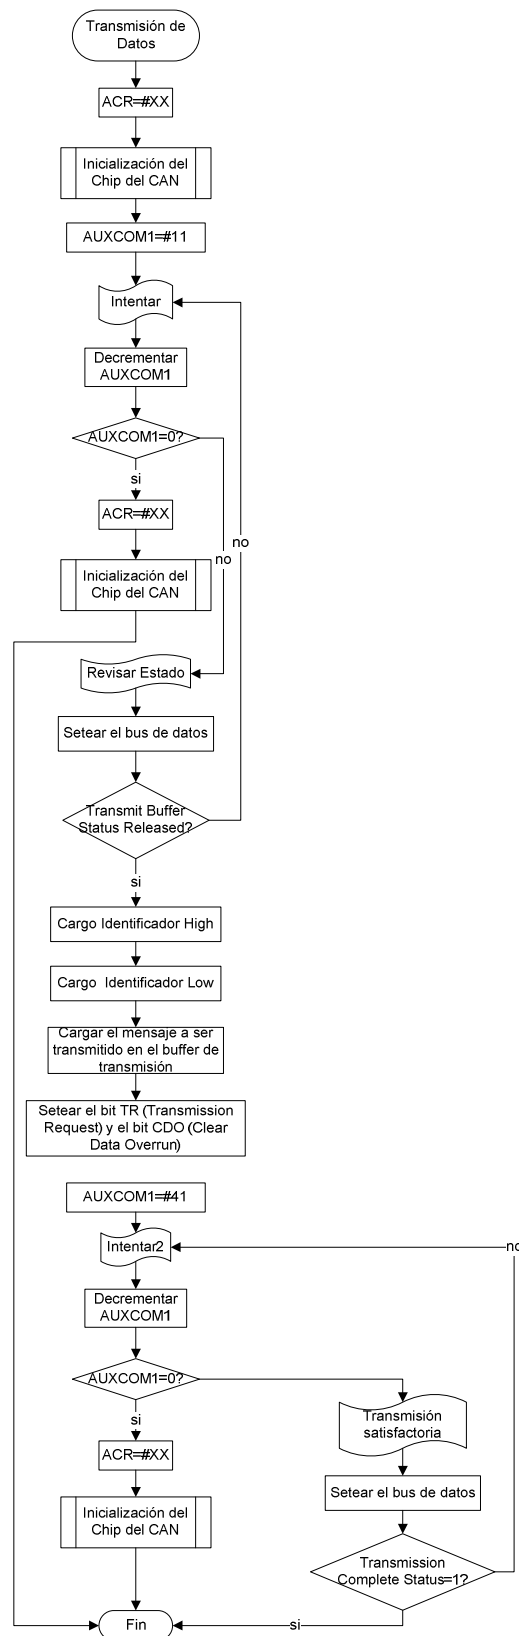 Transmisión de
Datos
ACR=#XX
Inicialización del
Chip del CAN
AUXCOM1=#11
Intentar
Decrementar
AUXCOM1
AUXCOM1=0?
si
ACR=#XX
no
no
Inicialización del
Chip del CAN
Revisar Estado
Setear el bus de datos
Transmit Buffer
Status Released?
si
Cargo Identificador High
Cargo Identificador Low
Cargar el mensaje a ser
transmitido en el buffer de
transmisión
Setear el bit TR (Transmission
Request) y el bit CDO (Clear
Data Overrun)
AUXCOM1=#41
Intentar2
no
Decrementar
AUXCOM1
AUXCOM1=0?
si
Transmisión
satisfactoria
ACR=#XX
Setear el bus de datos
Inicialización del
Chip del CAN
Transmission
Complete Status=1?
Fin
si